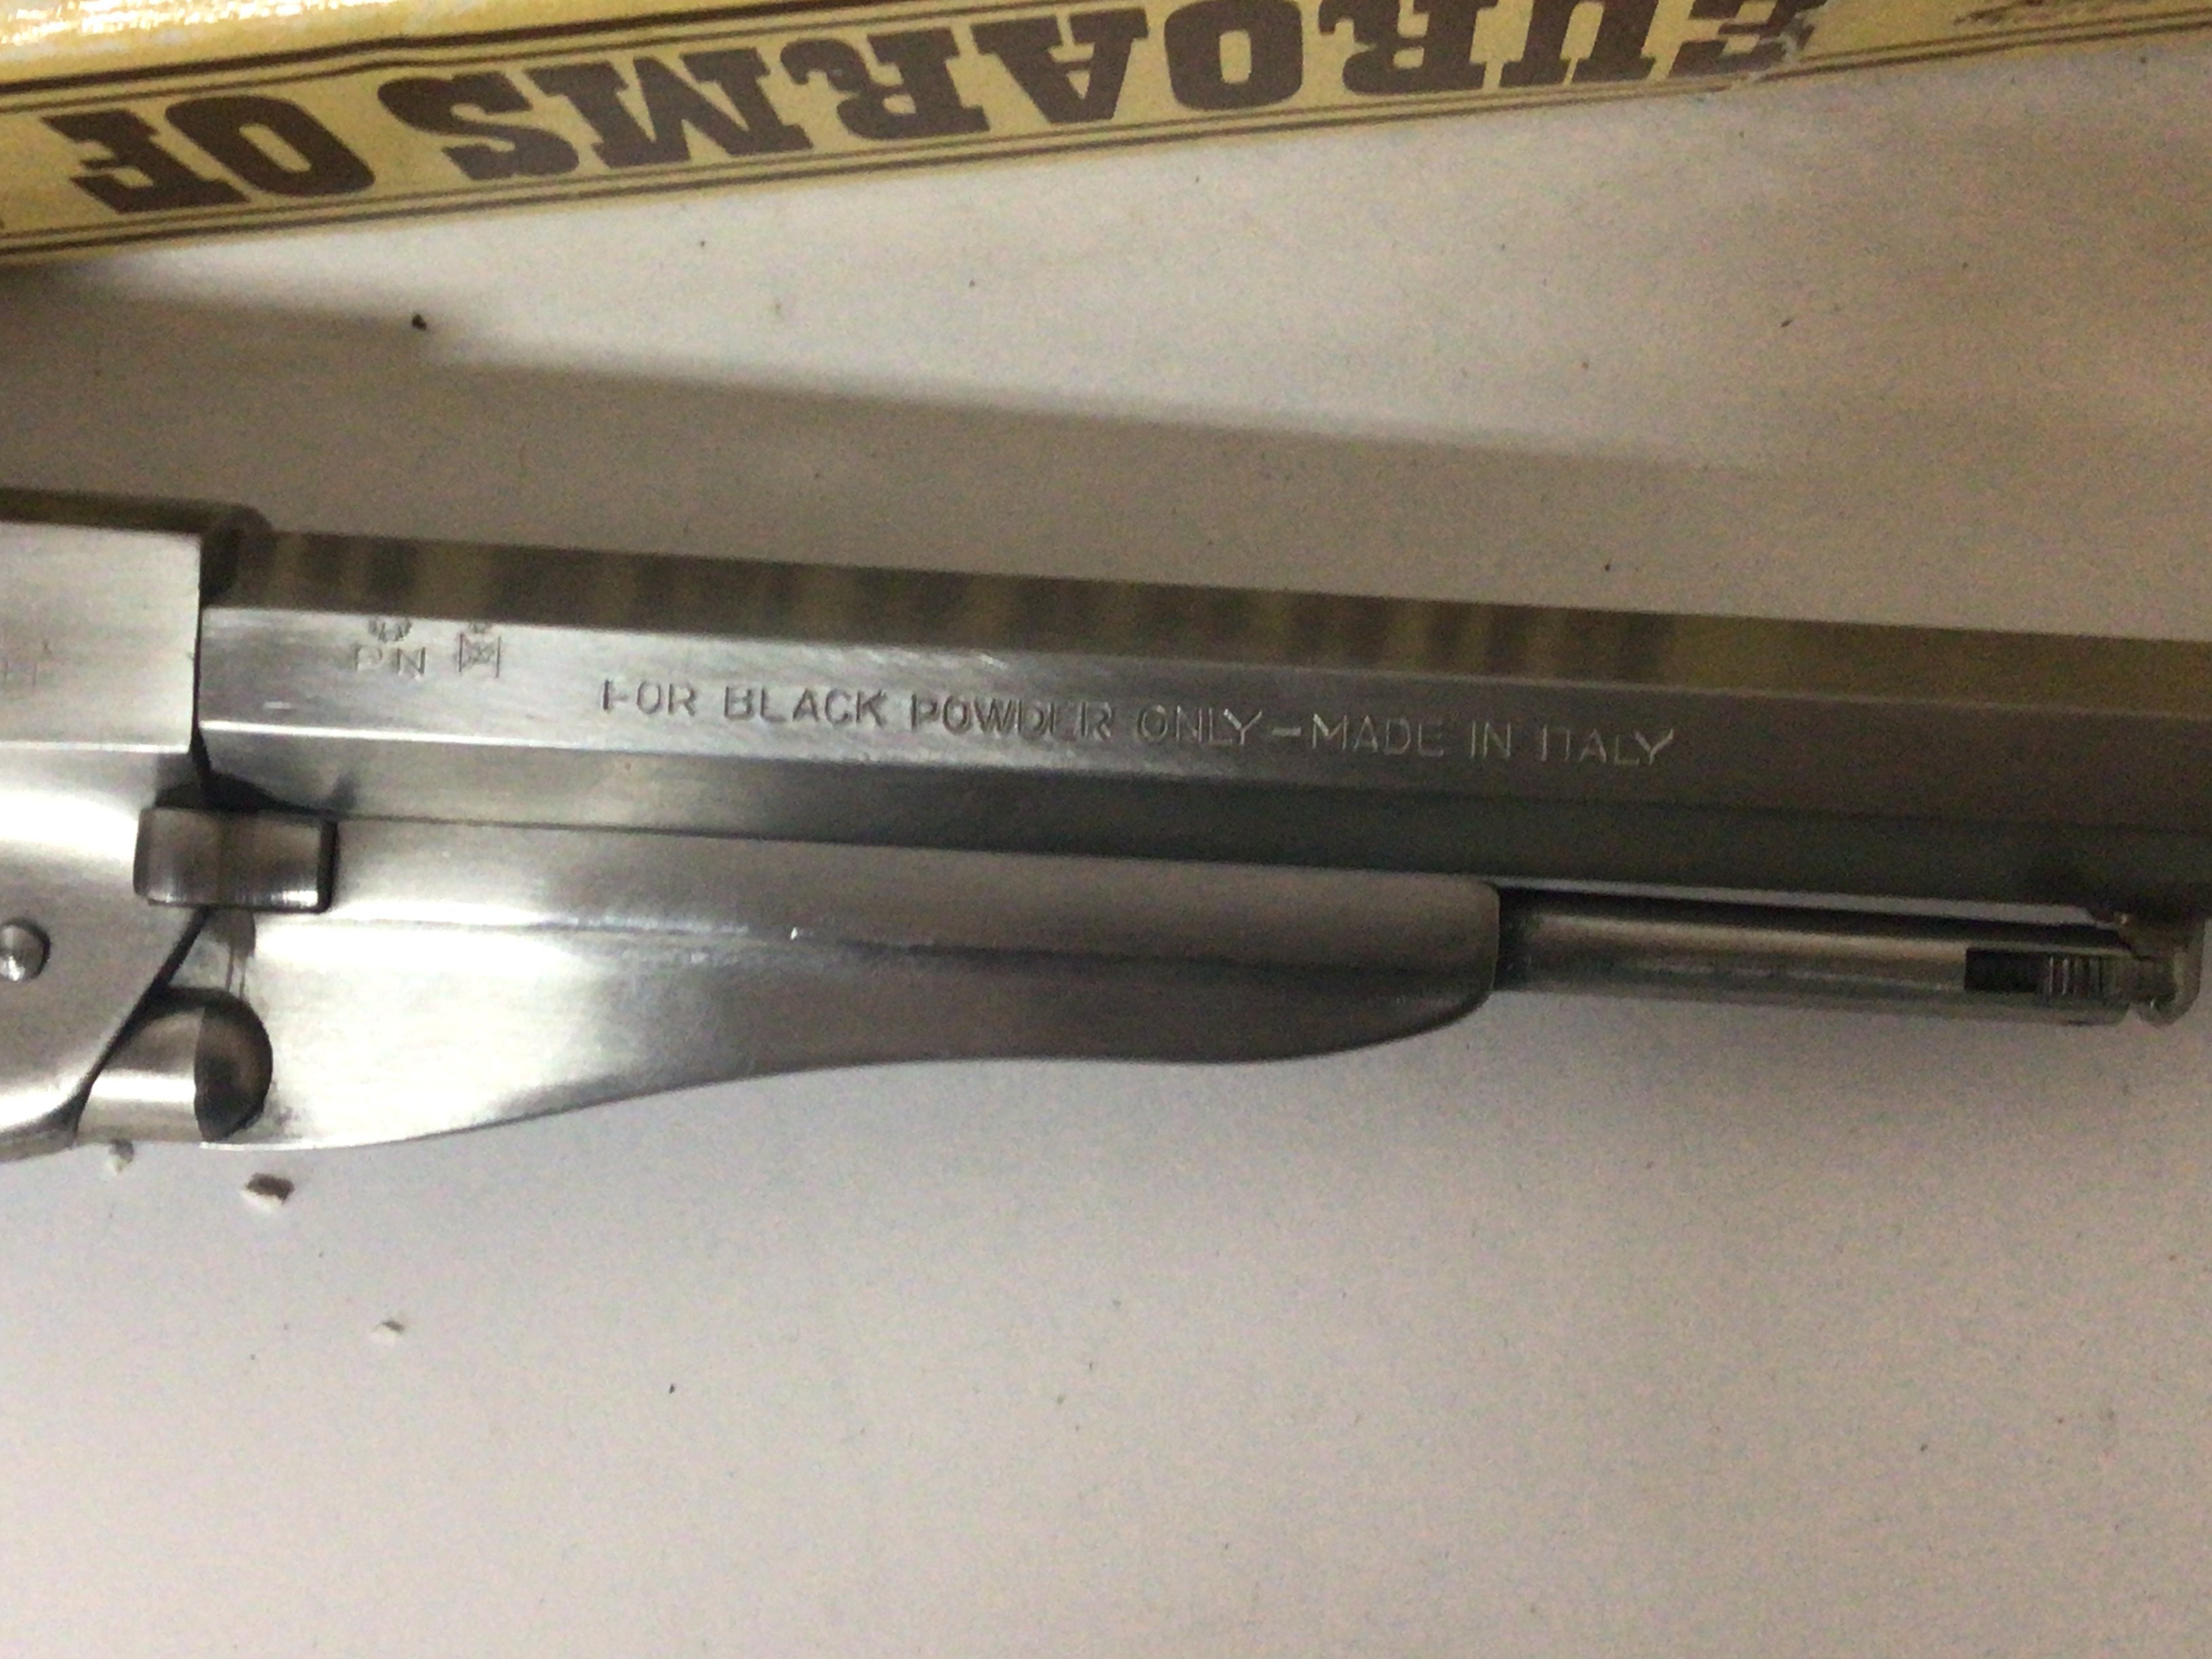 EUROARMS OF
PN
FOR BLACK POWDER ONLY-MADE IN ITALY